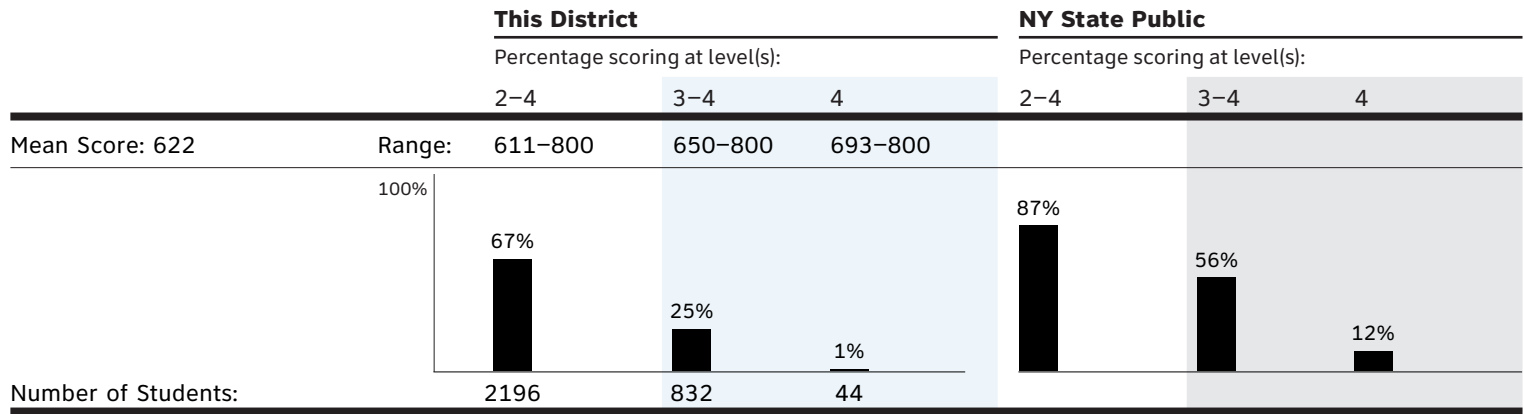 This District NY State Public
Percentage scoring at level(s): Percentage scoring at level(s):
2–4 3–4 4 2–4 3–4 4
Mean Score: 622 Range: 611–800 650–800 693–800
100%
67% 25% 1% 87% 56% 12%
Number of Students: 2196 832 44